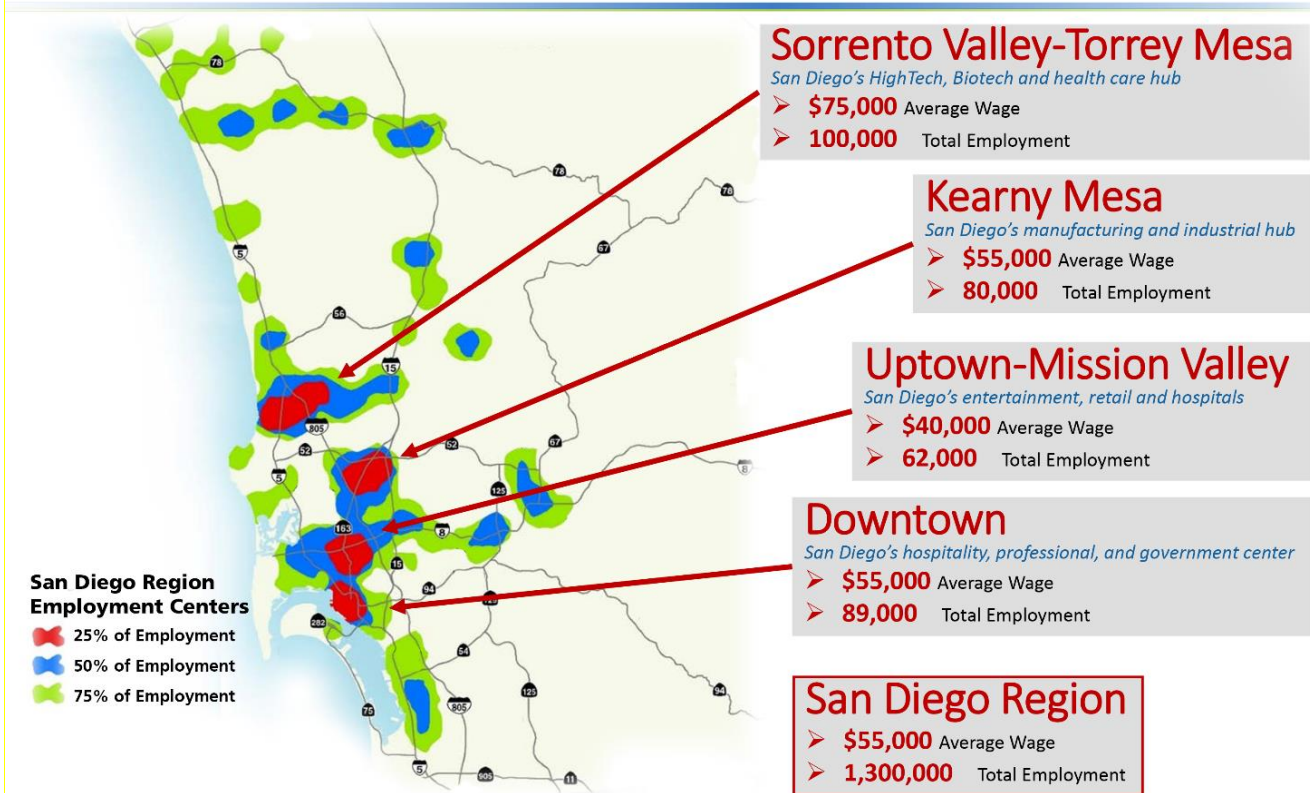 Sorrento Valley-Torrey Mesa
San Diego's HighTech, Biotech and health care hub
➢ $75,000 Average Wage
➢ 100,000 Total Employment
Kearny Mesa
San Diego's manufacturing and industrial hub
➢ $55,000 Average Wage
➢ 80,000 Total Employment
Uptown-Mission Valley
San Diego's entertainment, retail and hospitals
➢ $40,000 Average Wage
➢ 62,000 Total Employment
Downtown
San Diego's hospitality, professional, and government center
➢ $55,000 Average Wage
➢ 89,000 Total Employment
San Diego Region
➢ $55,000 Average Wage
➢ 1,300,000 Total Employment
San Diego Region
Employment Centers
25% of Employment
50% of Employment
75% of Employment
78
78
78
67
5
56
15
805
52
52
67
5
8
125
163
8
15
94
282
54
125
94
75
805
5
905
11